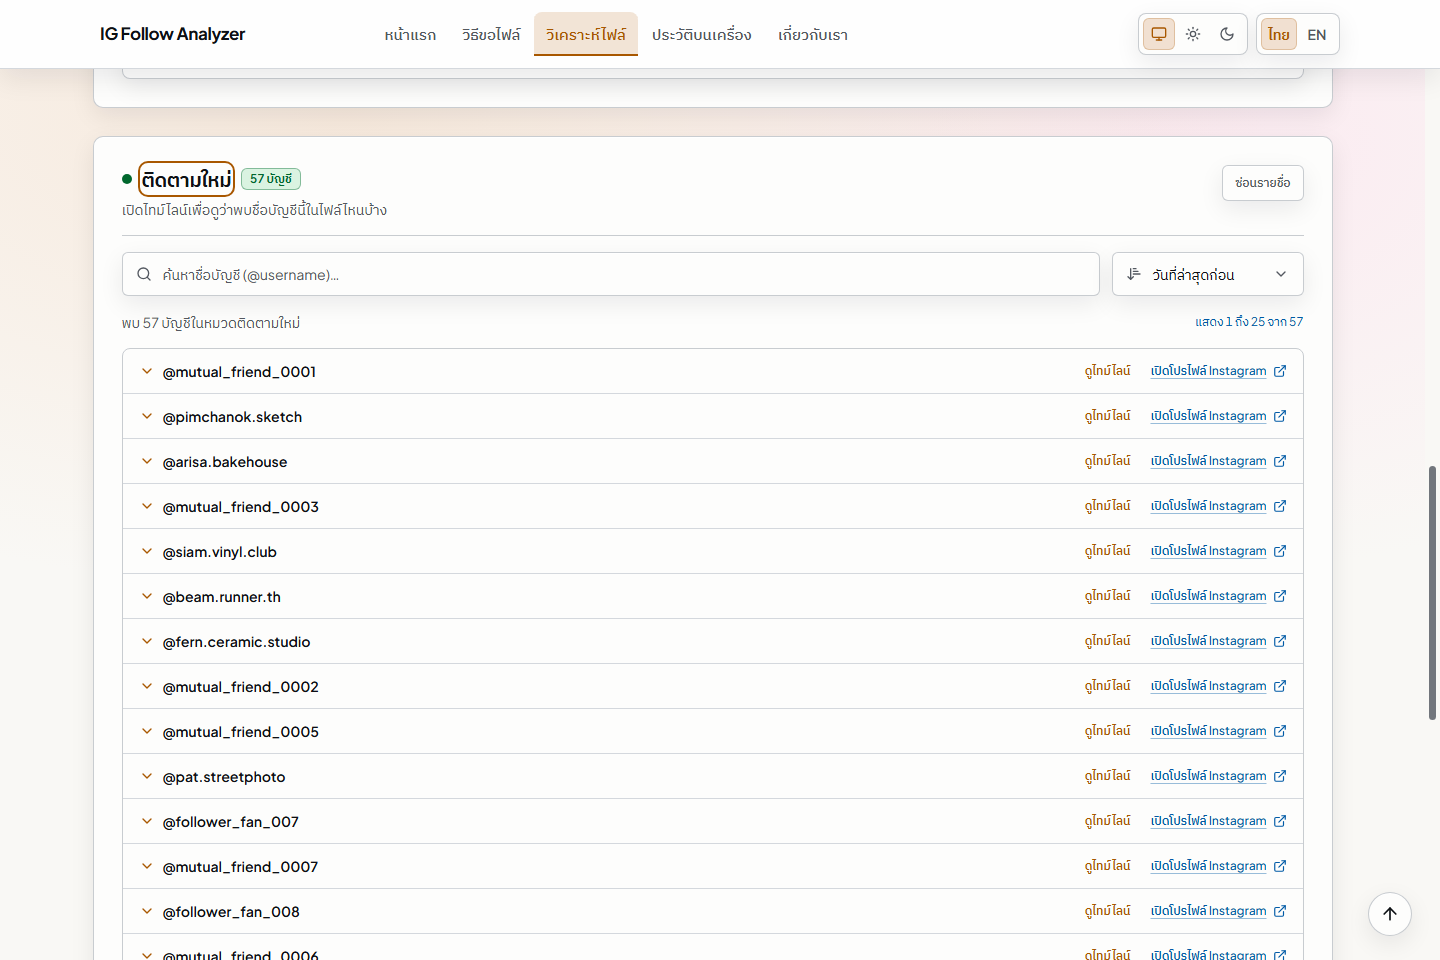 IG Follow Analyzer
หน้าแรก
วิธีขอไฟล์
วิเคราะห์ไฟล์
ประวัติบนเครื่อง
เกี่ยวกับเรา
ไทย
EN
ติดตามใหม่
57 บัญชี
ซ่อนรายชื่อ
เปิดไทม์ไลน์เพื่อดูว่าพบชื่อบัญชีนี้ในไฟล์ไหนบ้าง
ค้นหาชื่อบัญชี (@username)...
วันที่ล่าสุดก่อน
พบ 57 บัญชีในหมวดติดตามใหม่
แสดง 1 ถึง 25 จาก 57
@mutual_friend_0001 ดูไทม์ไลน์ เปิดโปรไฟล์ Instagram
@pimchanok.sketch ดูไทม์ไลน์ เปิดโปรไฟล์ Instagram
@arisa.bakehouse ดูไทม์ไลน์ เปิดโปรไฟล์ Instagram
@mutual_friend_0003 ดูไทม์ไลน์ เปิดโปรไฟล์ Instagram
@siam.vinyl.club ดูไทม์ไลน์ เปิดโปรไฟล์ Instagram
@beam.runner.th ดูไทม์ไลน์ เปิดโปรไฟล์ Instagram
@fern.ceramic.studio ดูไทม์ไลน์ เปิดโปรไฟล์ Instagram
@mutual_friend_0002 ดูไทม์ไลน์ เปิดโปรไฟล์ Instagram
@mutual_friend_0005 ดูไทม์ไลน์ เปิดโปรไฟล์ Instagram
@pat.streetphoto ดูไทม์ไลน์ เปิดโปรไฟล์ Instagram
@follower_fan_007 ดูไทม์ไลน์ เปิดโปรไฟล์ Instagram
@mutual_friend_0007 ดูไทม์ไลน์ เปิดโปรไฟล์ Instagram
@follower_fan_008 ดูไทม์ไลน์ เปิดโปรไฟล์ Instagram
@mutual_friend_0006 ดูไทม์ไลน์ เปิดโปรไฟล์ Instagram